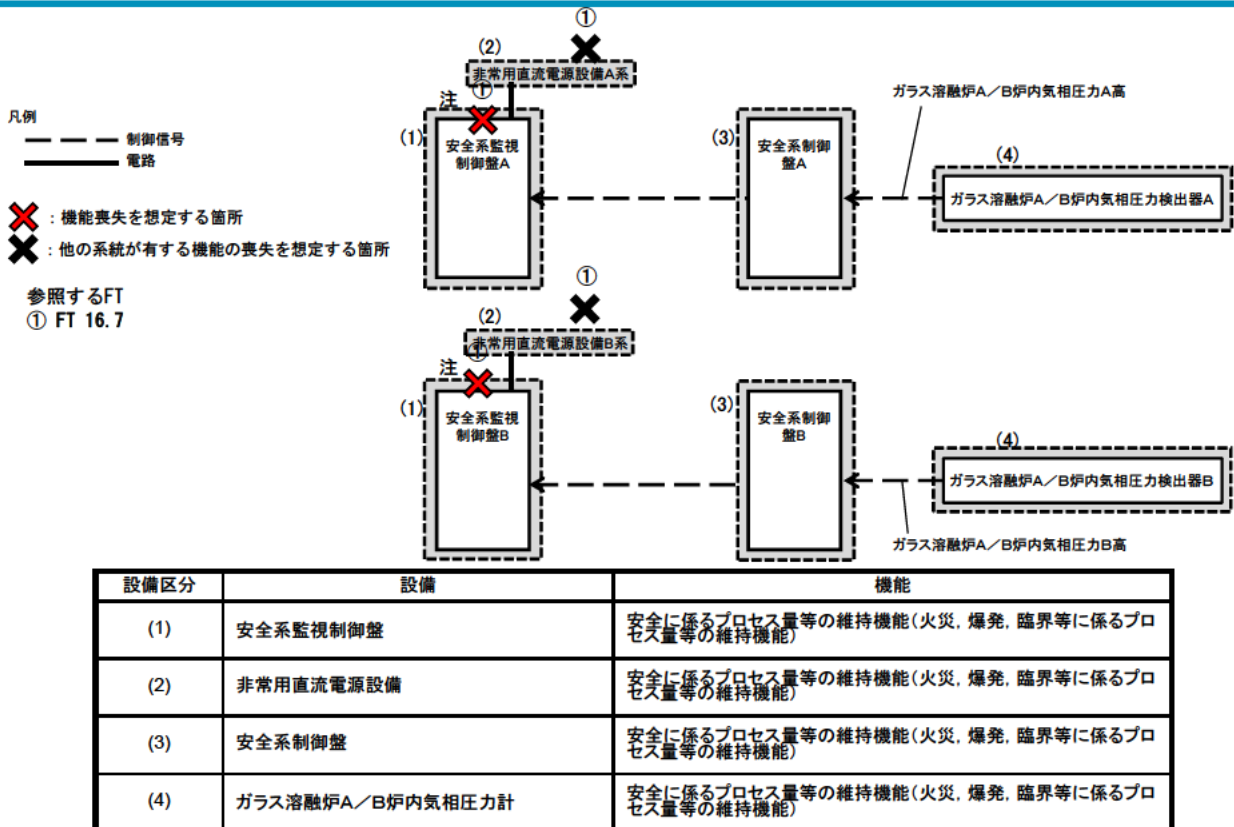 ①
(2)
非常用直流電源設備A系
①
注
(1)
安全系監視
制御盤A
(3)
安全系制御
盤A
ガラス溶融炉A/B炉内気相圧力A高
(4)
ガラス溶融炉A/B炉内気相圧力検出器A
凡例
制御信号
電路
:機能喪失を想定する箇所
:他の系統が有する機能の喪失を想定する箇所
参照するFT
① FT 16.7
①
(2)
非常用直流電源設備B系
①
注
(1)
安全系監視
制御盤B
(3)
安全系制御
盤B
(4)
ガラス溶融炉A/B炉内気相圧力検出器B
ガラス溶融炉A/B炉内気相圧力B高
設備区分 設備 機能
(1) 安全系監視制御盤 安全に係るプロセス量等の維持機能(火災, 爆発, 臨界等に係るプロ
セス量等の維持機能)
(2) 非常用直流電源設備 安全に係るプロセス量等の維持機能(火災, 爆発, 臨界等に係るプロ
セス量等の維持機能)
(3) 安全系制御盤 安全に係るプロセス量等の維持機能(火災, 爆発, 臨界等に係るプロ
セス量等の維持機能)
(4) ガラス溶融炉A/B炉内気相圧力計 安全に係るプロセス量等の維持機能(火災, 爆発, 臨界等に係るプロ
セス量等の維持機能)